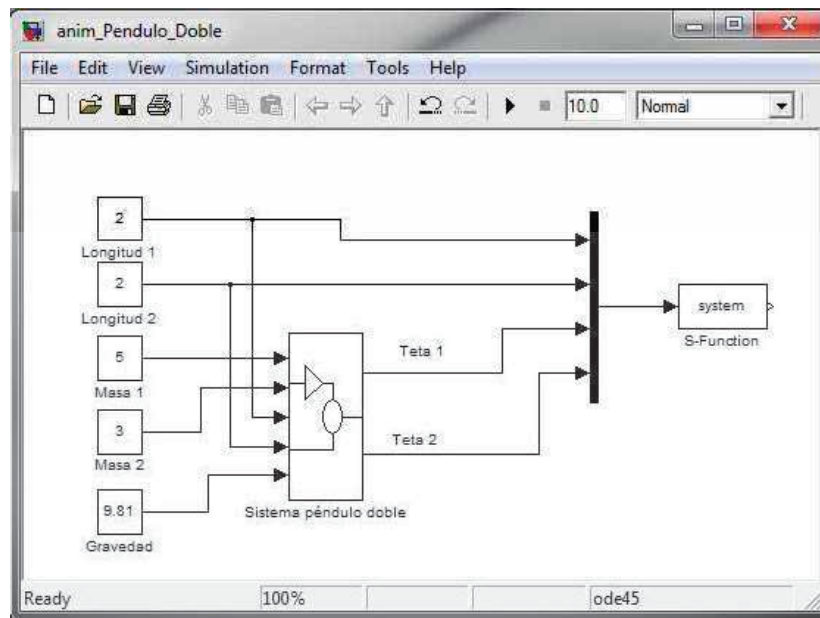 anim_Pendulo_Doble
File Edit View Simulation Format Tools Help
10.0 Normal
2
Longitud 1
2
Longitud 2
5
Masa 1
3
Masa 2
9.81
Gravedad
Teta 1
Teta 2
Sistema péndulo doble
system
S-Function
Ready 100% ode45